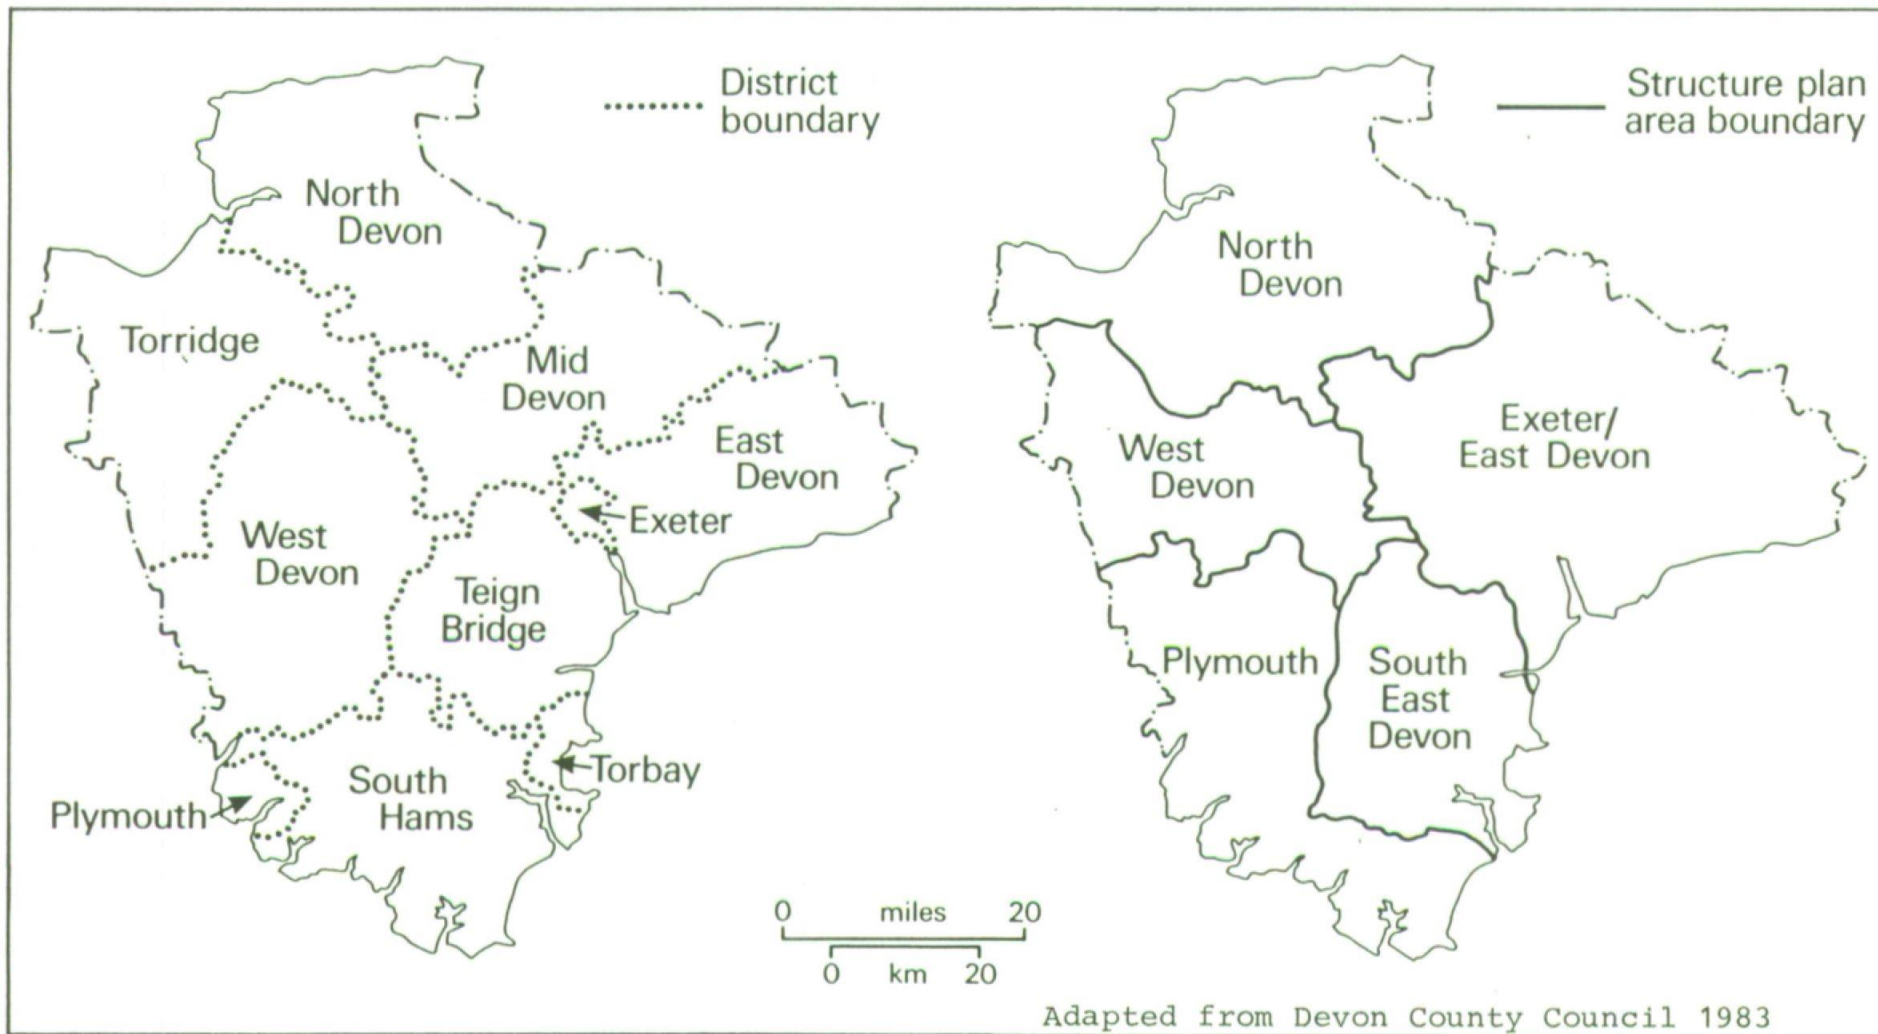 District
boundary
North
Devon
Torridge
Mid
Devon
East
Devon
Exeter
West
Devon
Teign
Bridge
Torbay
South
Hams
Plymouth
Structure plan
area boundary
North
Devon
Exeter/
East Devon
West
Devon
Plymouth
South
East
Devon
0 miles 20
0 km 20
Adapted from Devon County Council 1983